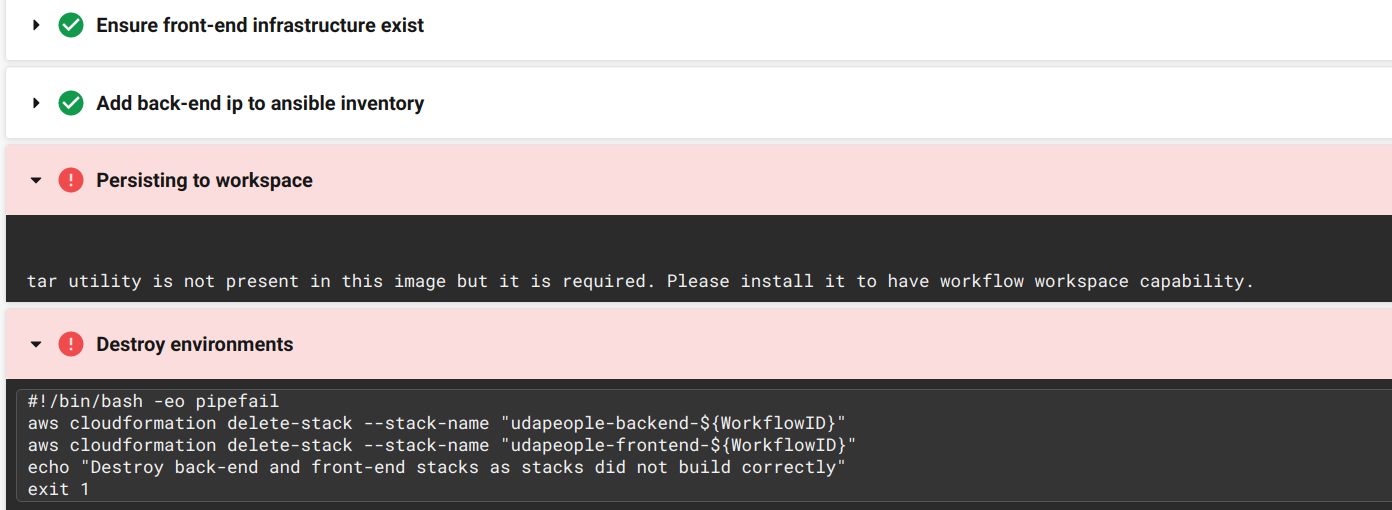 Ensure front-end infrastructure exist
Add back-end ip to ansible inventory
Persisting to workspace
tar utility is not present in this image but it is required. Please install it to have workflow workspace capability.
Destroy environments
#!/bin/bash -eo pipefail
aws cloudformation delete-stack --stack-name "udapeople-backend-${WorkflowID}"
aws cloudformation delete-stack --stack-name "udapeople-frontend-${WorkflowID}"
echo "Destroy back-end and front-end stacks as stacks did not build correctly"
exit 1